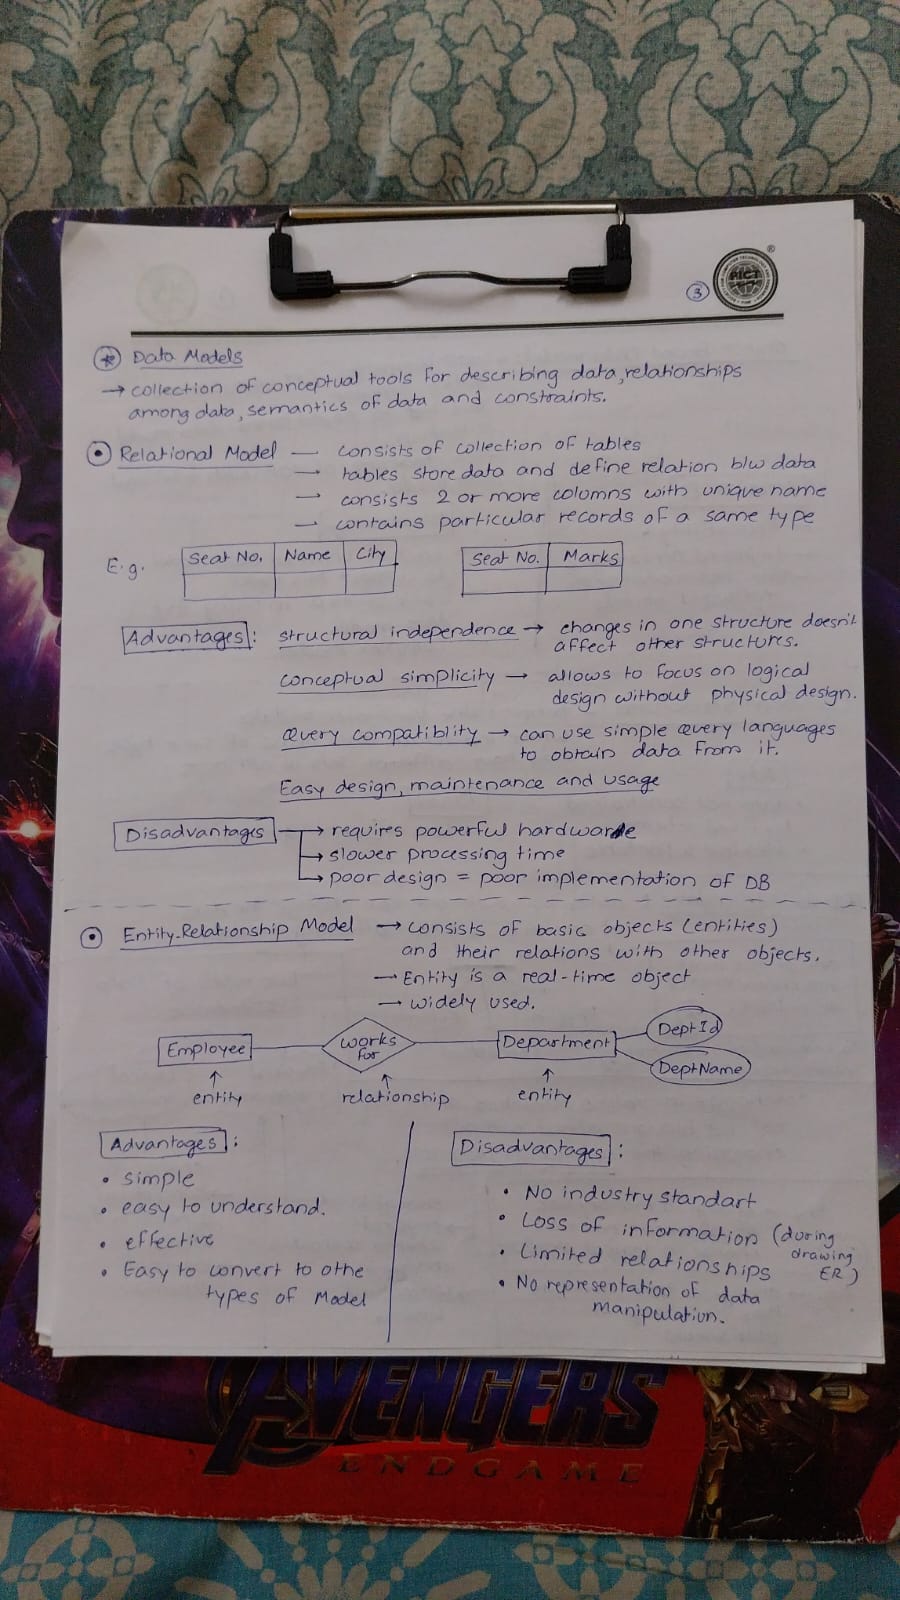 3
PICT
®
* Data Models
→ collection of conceptual tools for describing data, relationships
among data, semantics of data and constraints.
Relational Model — consists of collection of tables
— tables store data and define relation b/w data
— consists 2 or more columns with unique name
— contains particular records of a same type
E.g. Seat No. Name City Seat No. Marks
Advantages : structural independence → changes in one structure doesn't
affect other structures.
conceptual simplicity → allows to focus on logical
design without physical design.
Query compatiblity → can use simple query languages
to obtain data from it.
Easy design, maintenance and usage
Disadvantages → requires powerful hardware
→ slower processing time
→ poor design = poor implementation of DB
Entity-Relationship Model → consists of basic objects (entities)
and their relations with other objects.
→ Entity is a real-time object
→ widely used.
Employee works for Department DeptId
DeptName
↑ entity ↑ relationship ↑ entity
Advantages :
• simple
• easy to understand.
• effective
• Easy to convert to othe
types of Model
Disadvantages :
• No industry standart
• Loss of information (during drawing ER)
• Limited relationships
• No representation of data
manipulation.
AVENGERS
ENDGAME